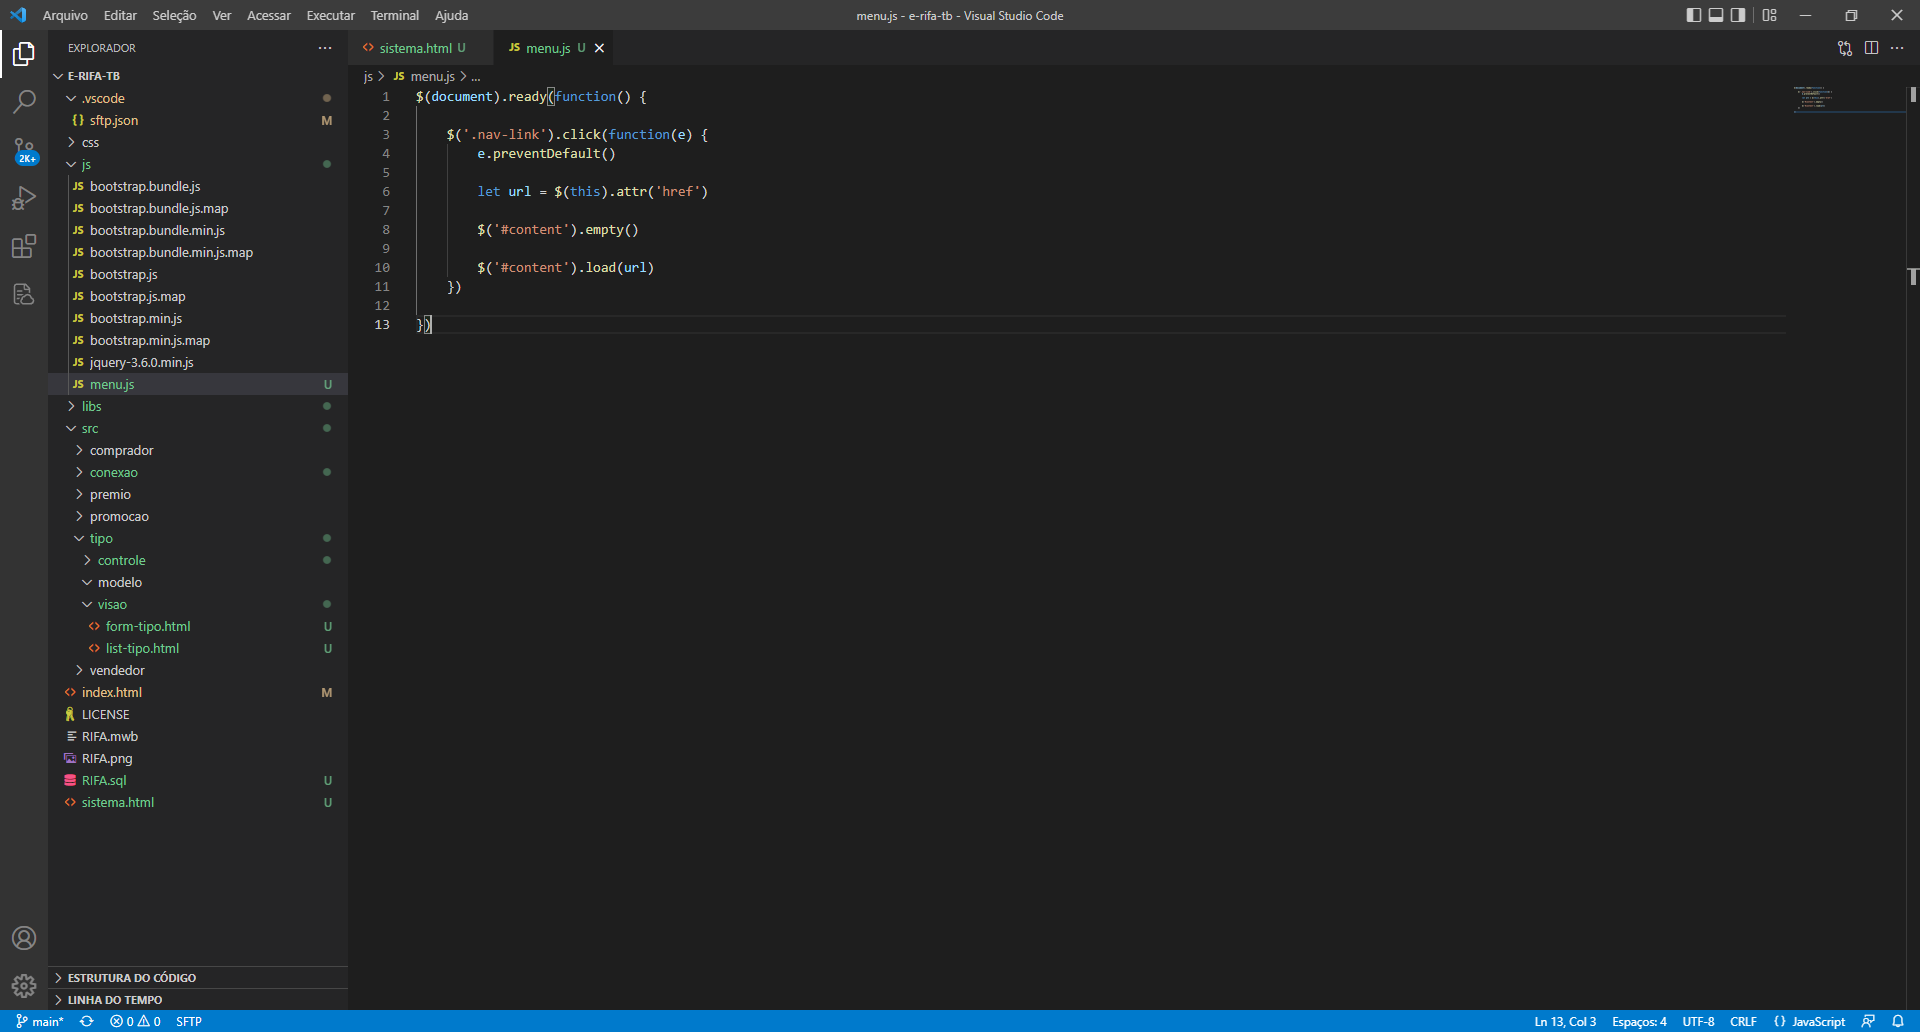 Arquivo Editar Seleção Ver Acessar Executar Terminal Ajuda
menu.js - e-rifa-tb - Visual Studio Code
EXPLORADOR
E-RIFA-TB
.vscode
sftp.json M
css
js
bootstrap.bundle.js
bootstrap.bundle.js.map
bootstrap.bundle.min.js
bootstrap.bundle.min.js.map
bootstrap.js
bootstrap.js.map
bootstrap.min.js
bootstrap.min.js.map
jquery-3.6.0.min.js
menu.js U
libs
src
comprador
conexao
premio
promocao
tipo
controle
modelo
visao
form-tipo.html U
list-tipo.html U
vendedor
index.html M
LICENSE
RIFA.mwb
RIFA.png
RIFA.sql U
sistema.html U
ESTRUTURA DO CÓDIGO
LINHA DO TEMPO
2K+
sistema.html U
JS menu.js U
js > JS menu.js > ...
1 $(document).ready(function() {
2
3 $('.nav-link').click(function(e) {
4 e.preventDefault()
5
6 let url = $(this).attr('href')
7
8 $('#content').empty()
9
10 $('#content').load(url)
11 })
12
13 })
main* 0 0 SFTP
Ln 13, Col 3 Espaços: 4 UTF-8 CRLF {} JavaScript